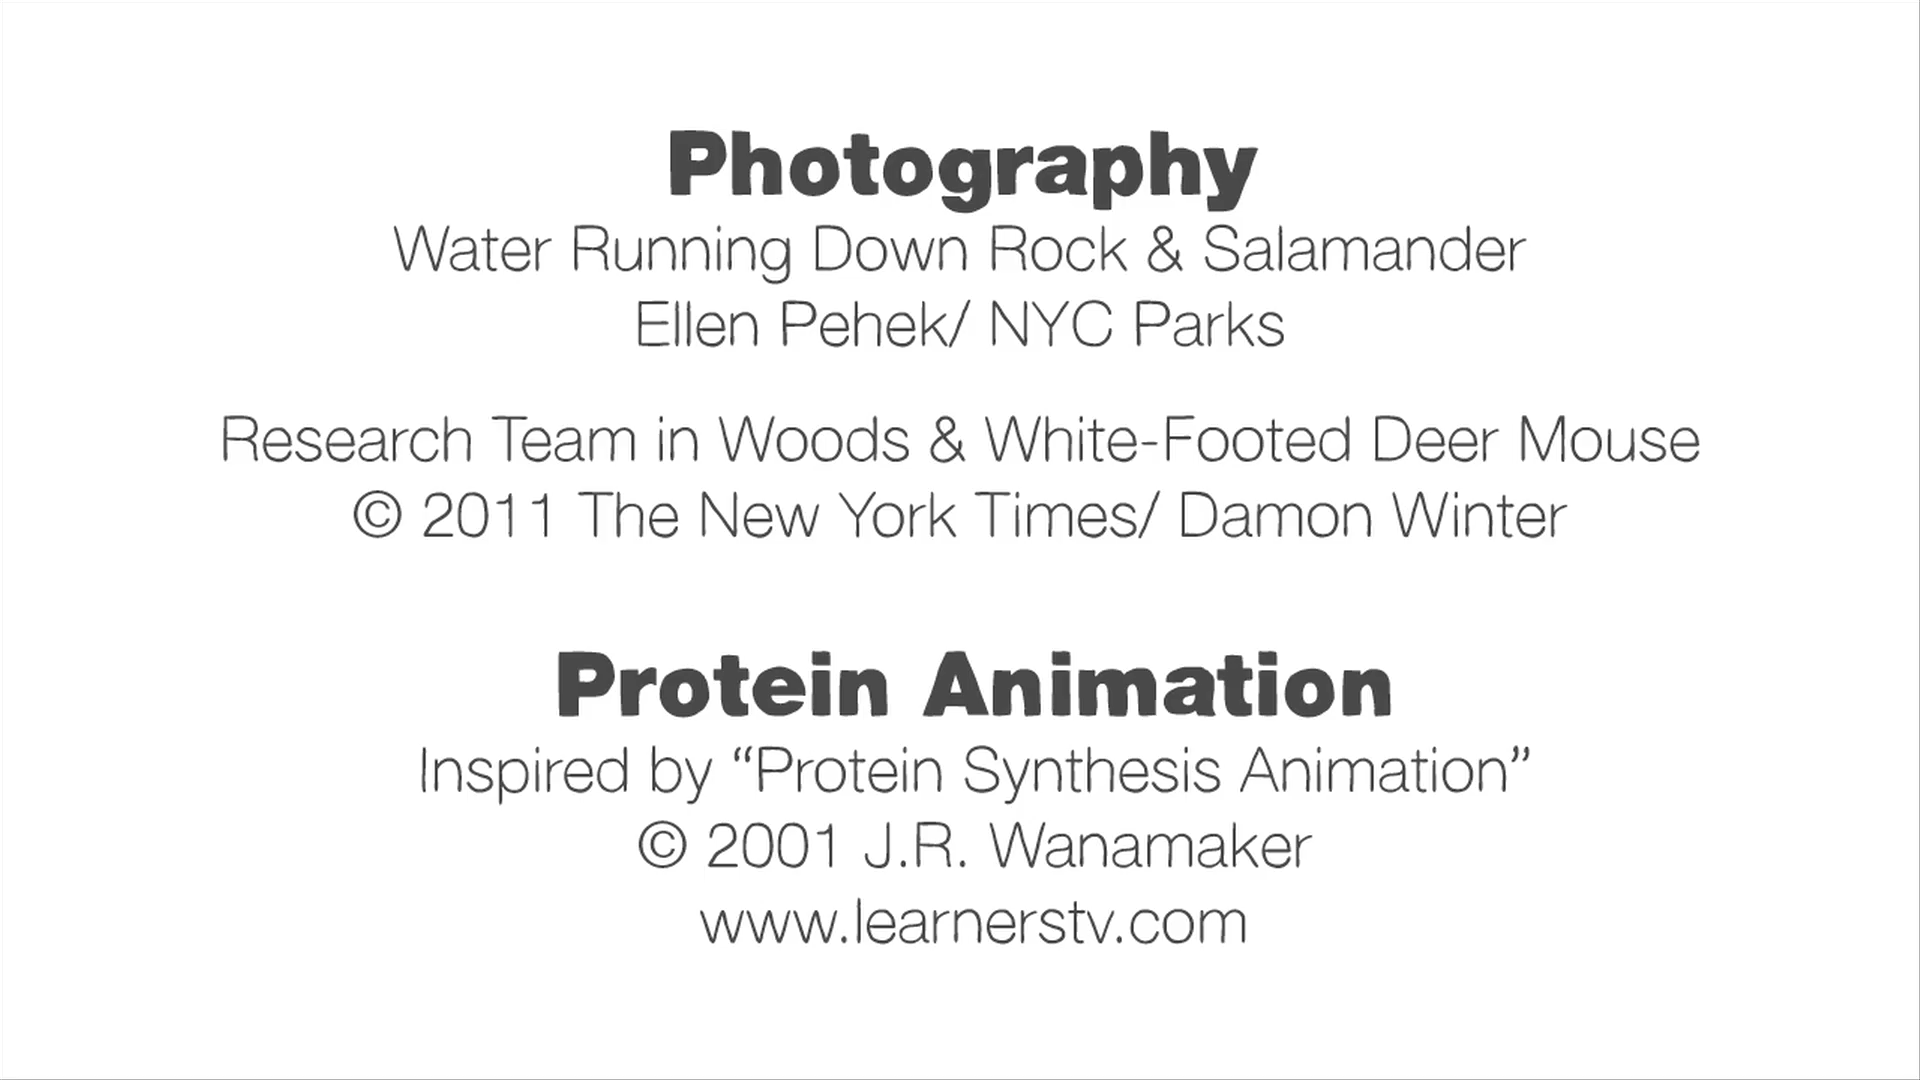 Photography
Water Running Down Rock & Salamander
Ellen Pehek/ NYC Parks
Research Team in Woods & White-Footed Deer Mouse
© 2011 The New York Times/ Damon Winter
Protein Animation
Inspired by “Protein Synthesis Animation”
© 2001 J.R. Wanamaker
www.learnerstv.com